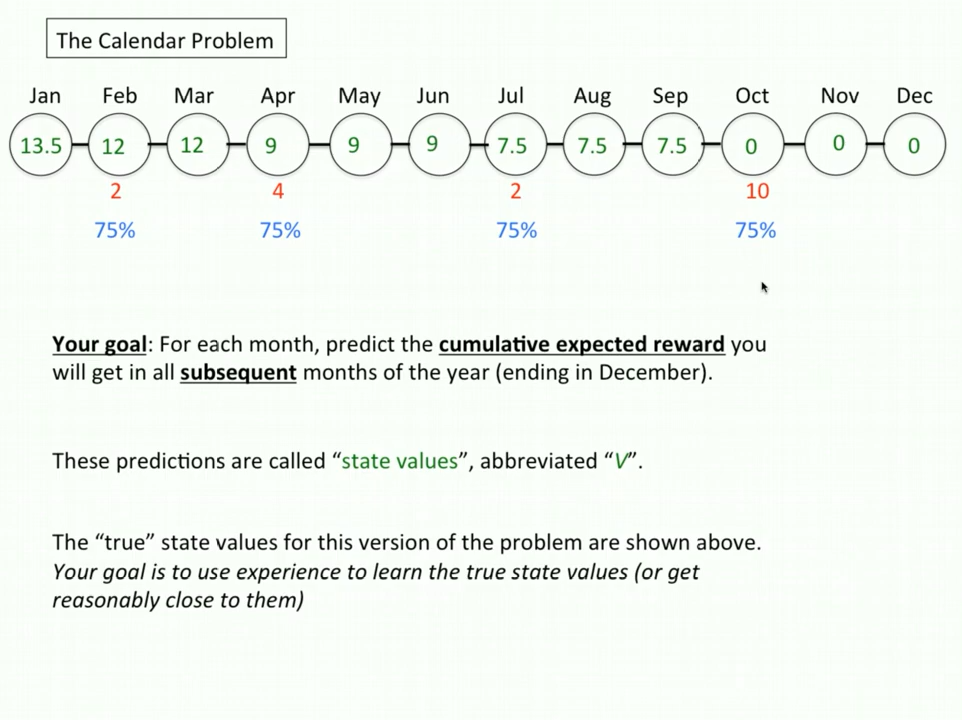 The Calendar Problem
Jan Feb Mar Apr May Jun Jul Aug Sep Oct Nov Dec
13.5 12 12 9 9 9 7.5 7.5 7.5 0 0 0
2 4 2 10
75% 75% 75% 75%
Your goal: For each month, predict the cumulative expected reward you
will get in all subsequent months of the year (ending in December).
These predictions are called “state values”, abbreviated “V”.
The “true” state values for this version of the problem are shown above.
Your goal is to use experience to learn the true state values (or get
reasonably close to them)